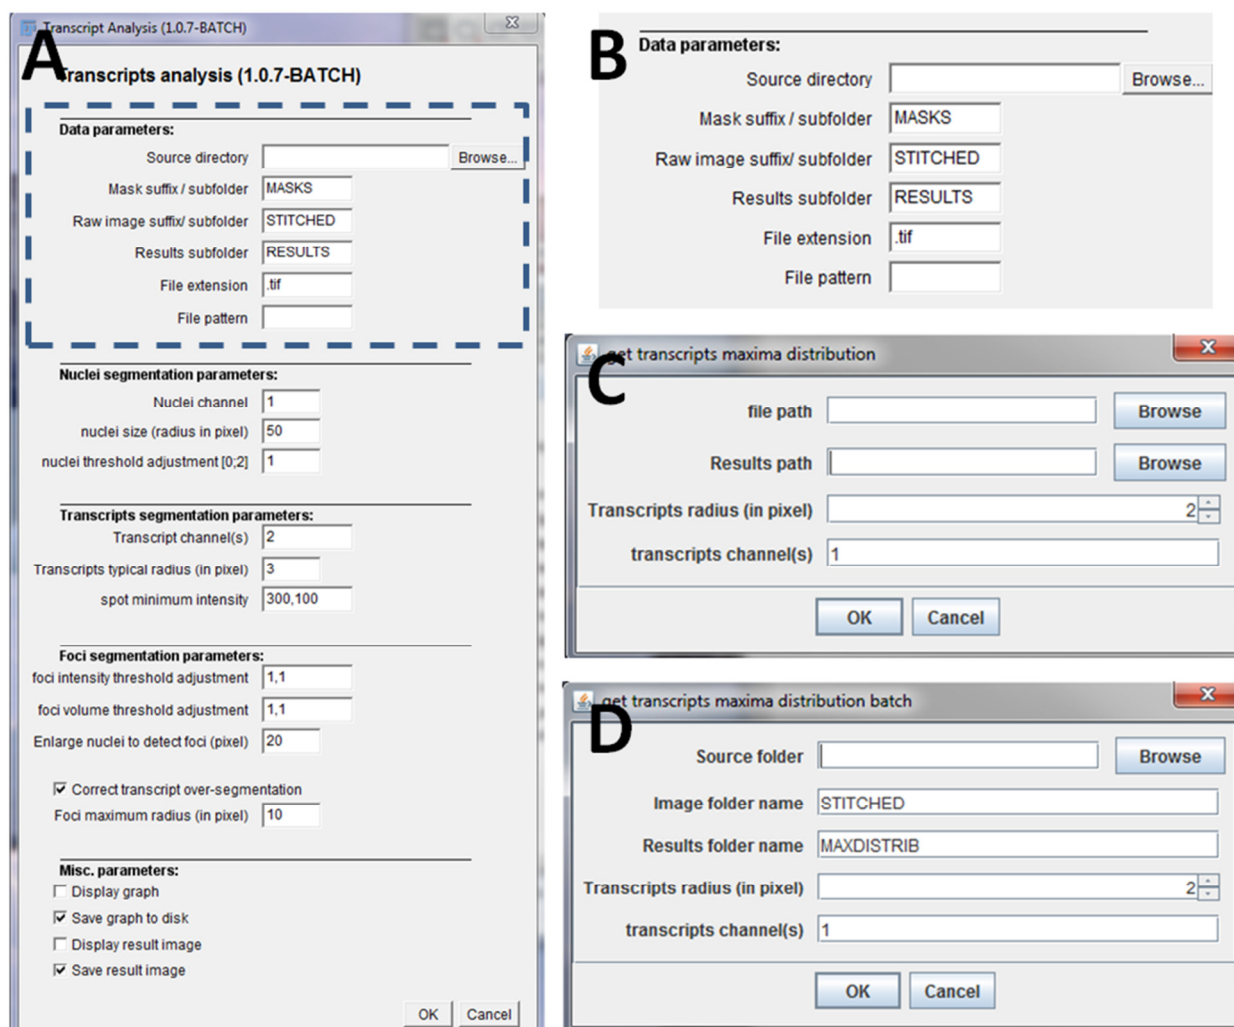 A
Transcript Analysis (1.0.7-BATCH)
Transcripts analysis (1.0.7-BATCH)
Data parameters:
Source directory Browse...
Mask suffix / subfolder MASKS
Raw image suffix/ subfolder STITCHED
Results subfolder RESULTS
File extension .tif
File pattern
Nuclei segmentation parameters:
Nuclei channel 1
nuclei size (radius in pixel) 50
nuclei threshold adjustment [0;2] 1
Transcripts segmentation parameters:
Transcript channel(s) 2
Transcripts typical radius (in pixel) 3
spot minimum intensity 300,100
Foci segmentation parameters:
foci intensity threshold adjustment 1,1
foci volume threshold adjustment 1,1
Enlarge nuclei to detect foci (pixel) 20
Correct transcript over-segmentation
Foci maximum radius (in pixel) 10
Misc. parameters:
Display graph
Save graph to disk
Display result image
Save result image
OK Cancel
B
Data parameters:
Source directory Browse...
Mask suffix / subfolder MASKS
Raw image suffix/ subfolder STITCHED
Results subfolder RESULTS
File extension .tif
File pattern
C
get transcripts maxima distribution
file path Browse
Results path Browse
Transcripts radius (in pixel) 2
transcripts channel(s) 1
OK Cancel
D
get transcripts maxima distribution batch
Source folder Browse
Image folder name STITCHED
Results folder name MAXDISTRIB
Transcripts radius (in pixel) 2
transcripts channel(s) 1
OK Cancel